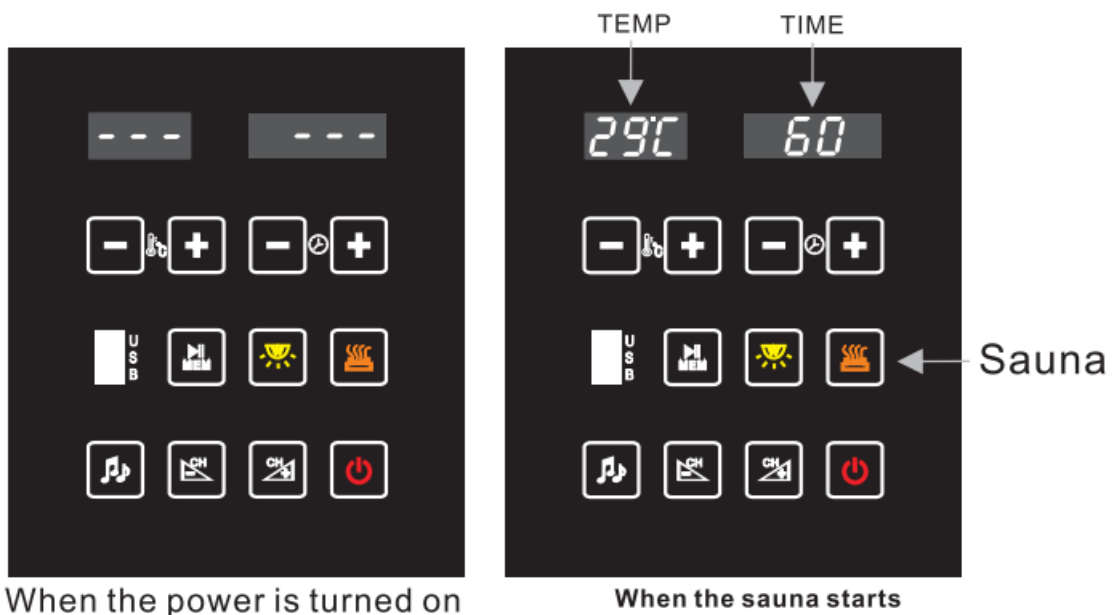 TEMP TIME
- - - - - -
29℃ 60
USB
MEM
USB
MEM
Sauna
CH
CH
CH
CH
When the power is turned on
When the sauna starts